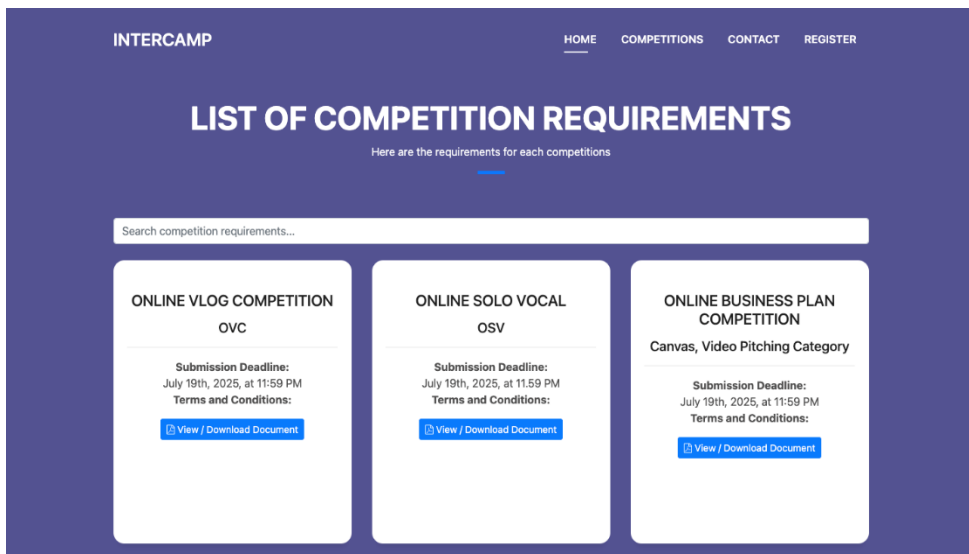 INTERCAMP
HOME COMPETITIONS CONTACT REGISTER
LIST OF COMPETITION REQUIREMENTS
Here are the requirements for each competitions
Search competition requirements...
ONLINE VLOG COMPETITION
OVC
Submission Deadline:
July 19th, 2025, at 11:59 PM
Terms and Conditions:
View / Download Document
ONLINE SOLO VOCAL
OSV
Submission Deadline:
July 19th, 2025, at 11.59 PM
Terms and Conditions:
View / Download Document
ONLINE BUSINESS PLAN
COMPETITION
Canvas, Video Pitching Category
Submission Deadline:
July 19th, 2025, at 11:59 PM
Terms and Conditions:
View / Download Document